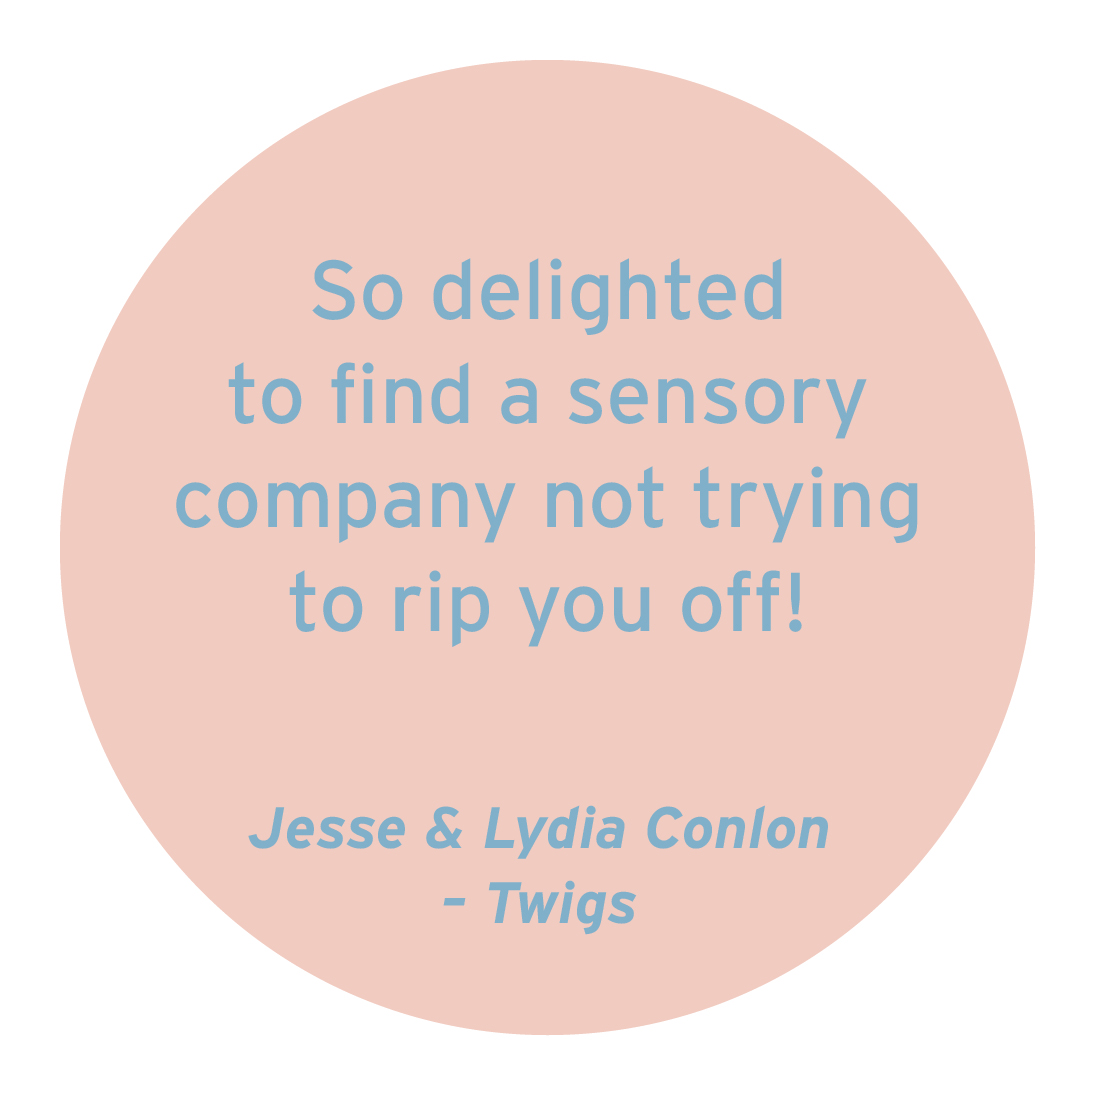 So delighted
to find a sensory
company not trying
to rip you off!
Jesse & Lydia Conlon
- Twigs